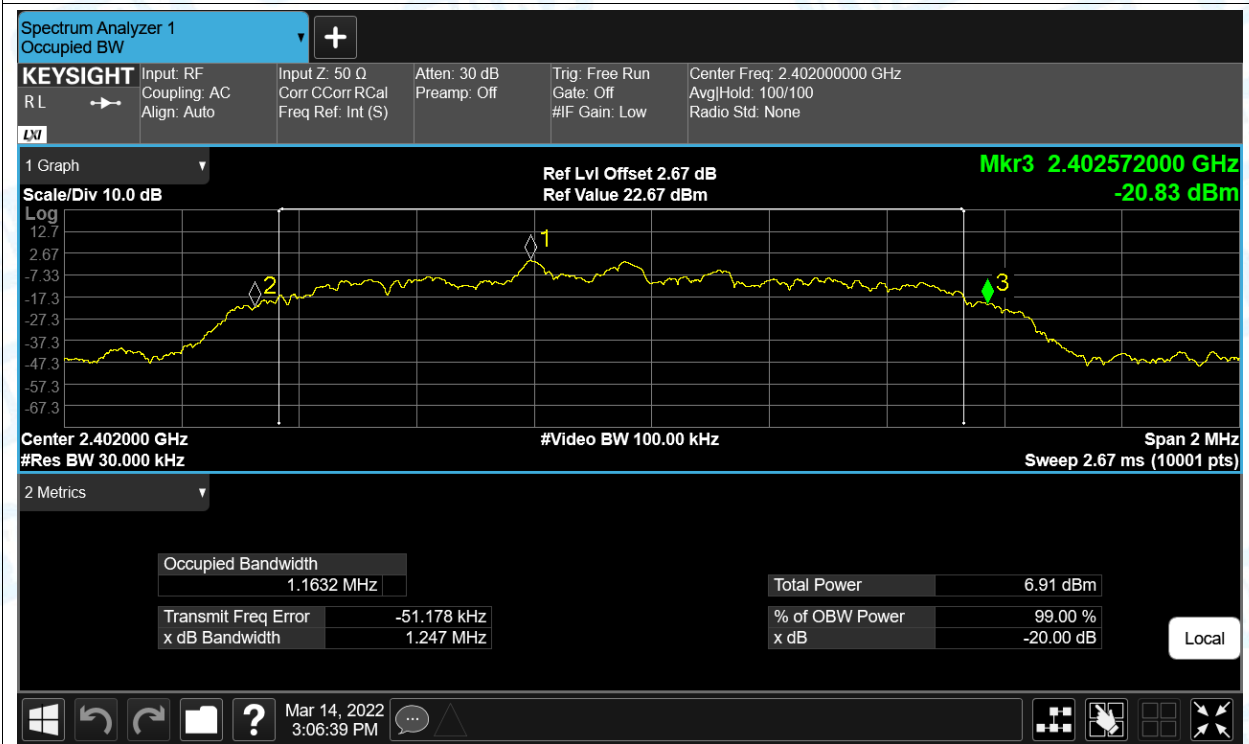 Spectrum Analyzer 1
Occupied BW
KEYSIGHT
R L
LXI
Input: RF
Coupling: AC
Align: Auto
Input Z: 50 Ω
Corr CCorr RCal
Freq Ref: Int (S)
Atten: 30 dB
Preamp: Off
Trig: Free Run
Gate: Off
#IF Gain: Low
Center Freq: 2.402000000 GHz
Avg|Hold: 100/100
Radio Std: None
1 Graph
Scale/Div 10.0 dB
Ref Lvl Offset 2.67 dB
Ref Value 22.67 dBm
Mkr3 2.402572000 GHz
-20.83 dBm
Log
12.7
2.67
-7.33
-17.3
-27.3
-37.3
-47.3
-57.3
-67.3
1
2
3
Center 2.402000 GHz
#Video BW 100.00 kHz
Span 2 MHz
#Res BW 30.000 kHz
Sweep 2.67 ms (10001 pts)
2 Metrics
Occupied Bandwidth
1.1632 MHz
Total Power 6.91 dBm
Transmit Freq Error -51.178 kHz
% of OBW Power 99.00 %
x dB Bandwidth 1.247 MHz
x dB -20.00 dB
Local
?
Mar 14, 2022
3:06:39 PM